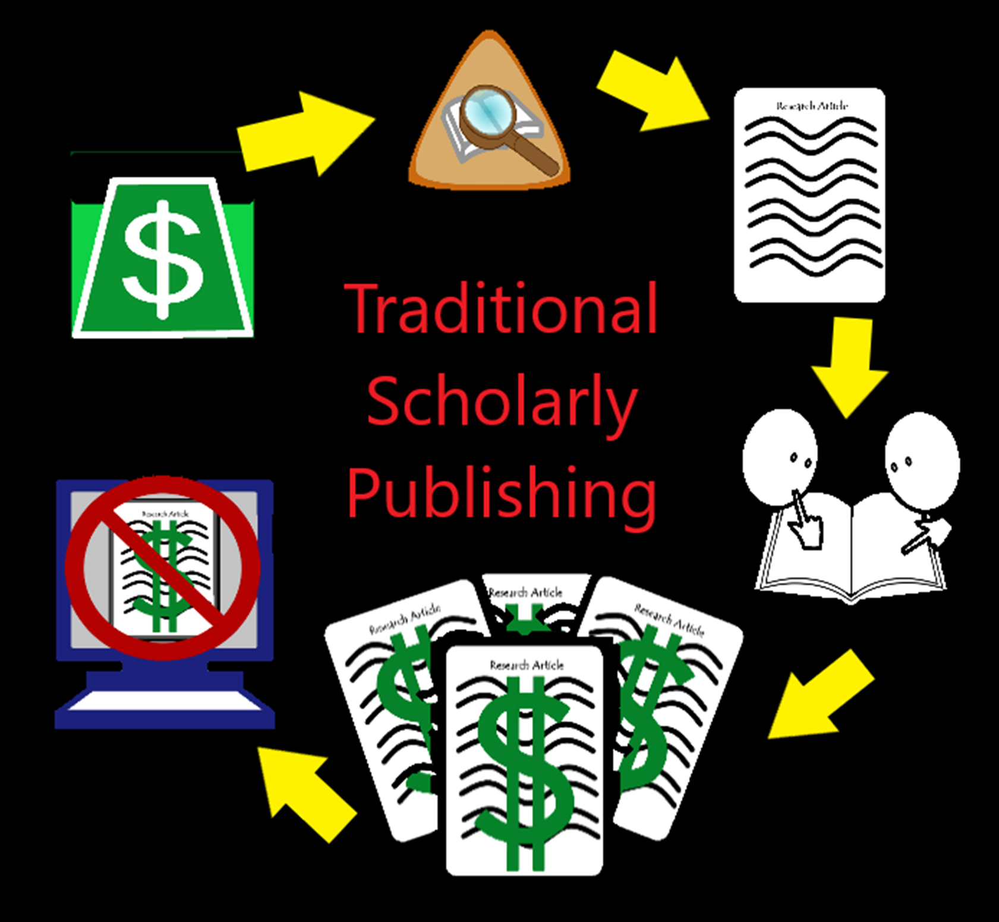 Research Article
$
Traditional
Scholarly
Publishing
Research Article
$
Research Article
$
Research Article
Research Article
$
Research Article
$